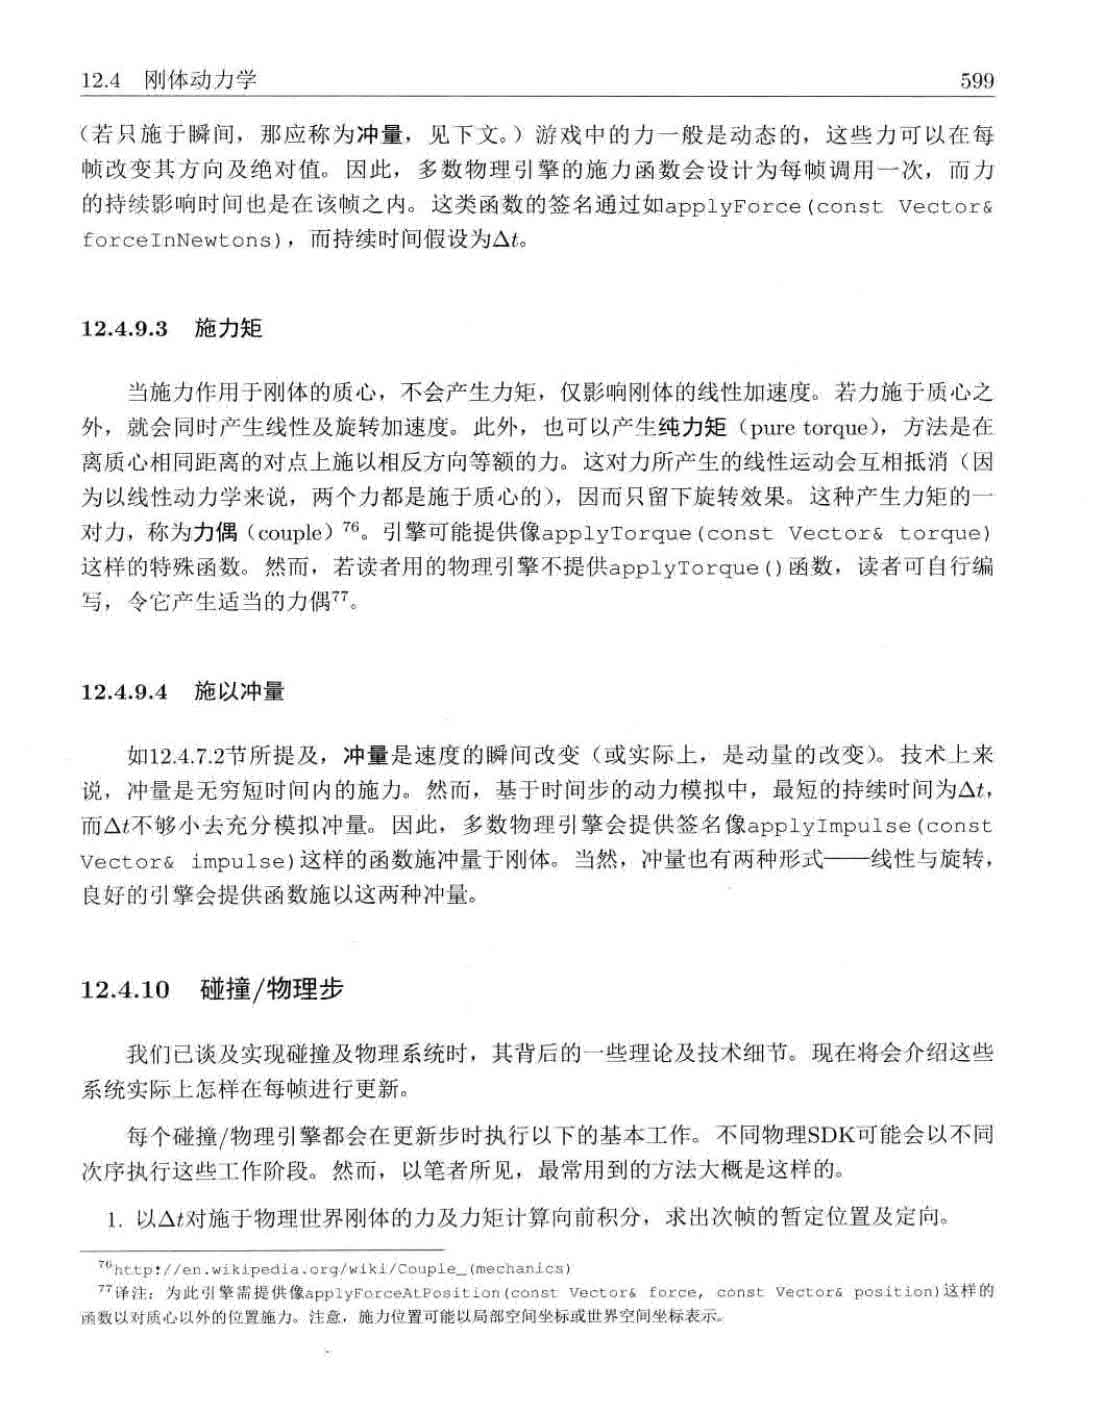 12.4 刚体动力学 599
（若只施于瞬间，那应称为冲量，见下文。）游戏中的力一般是动态的，这些力可以在每
帧改变其方向及绝对值。因此，多数物理引擎的施力函数会设计为每帧调用一次，而力
的持续影响时间也是在该帧之内。这类函数的签名通过如applyForce(const Vector&
forceInNewtons)，而持续时间假设为Δt。
12.4.9.3 施力矩
当施力作用于刚体的质心，不会产生力矩，仅影响刚体的线性加速度。若力施于质心之
外，就会同时产生线性及旋转加速度。此外，也可以产生纯力矩（pure torque），方法是在
离质心相同距离的对点上施以相反方向等额的力。这对力所产生的线性运动会互相抵消（因
为以线性动力学来说，两个力都是施于质心的），因而只留下旋转效果。这种产生力矩的一
对力，称为力偶（couple）76。引擎可能提供像applyTorque(const Vector& torque)
这样的特殊函数。然而，若读者用的物理引擎不提供applyTorque()函数，读者可自行编
写，令它产生适当的力偶77。
12.4.9.4 施以冲量
如12.4.7.2节所提及，冲量是速度的瞬间改变（或实际上，是动量的改变）。技术上来
说，冲量是无穷短时间内的施力。然而，基于时间步的动力模拟中，最短的持续时间为Δt，
而Δt不够小去充分模拟冲量。因此，多数物理引擎会提供签名像applyImpulse(const
Vector& impulse)这样的函数施冲量于刚体。当然，冲量也有两种形式——线性与旋转，
良好的引擎会提供函数施以这两种冲量。
12.4.10 碰撞/物理步
我们已谈及实现碰撞及物理系统时，其背后的一些理论及技术细节。现在将会介绍这些
系统实际上怎样在每帧进行更新。
每个碰撞/物理引擎都会在更新步时执行以下的基本工作。不同物理SDK可能会以不同
次序执行这些工作阶段。然而，以笔者所见，最常用到的方法大概是这样的。
1. 以Δt对施于物理世界刚体的力及力矩计算向前积分，求出次帧的暂定位置及定向。
76http://en.wikipedia.org/wiki/Couple_(mechanics)
77译注：为此引擎需提供像applyForceAtPosition(const Vector& force, const Vector& position)这样的
函数以对质心以外的位置施力。注意，施力位置可能以局部空间坐标或世界空间坐标表示。